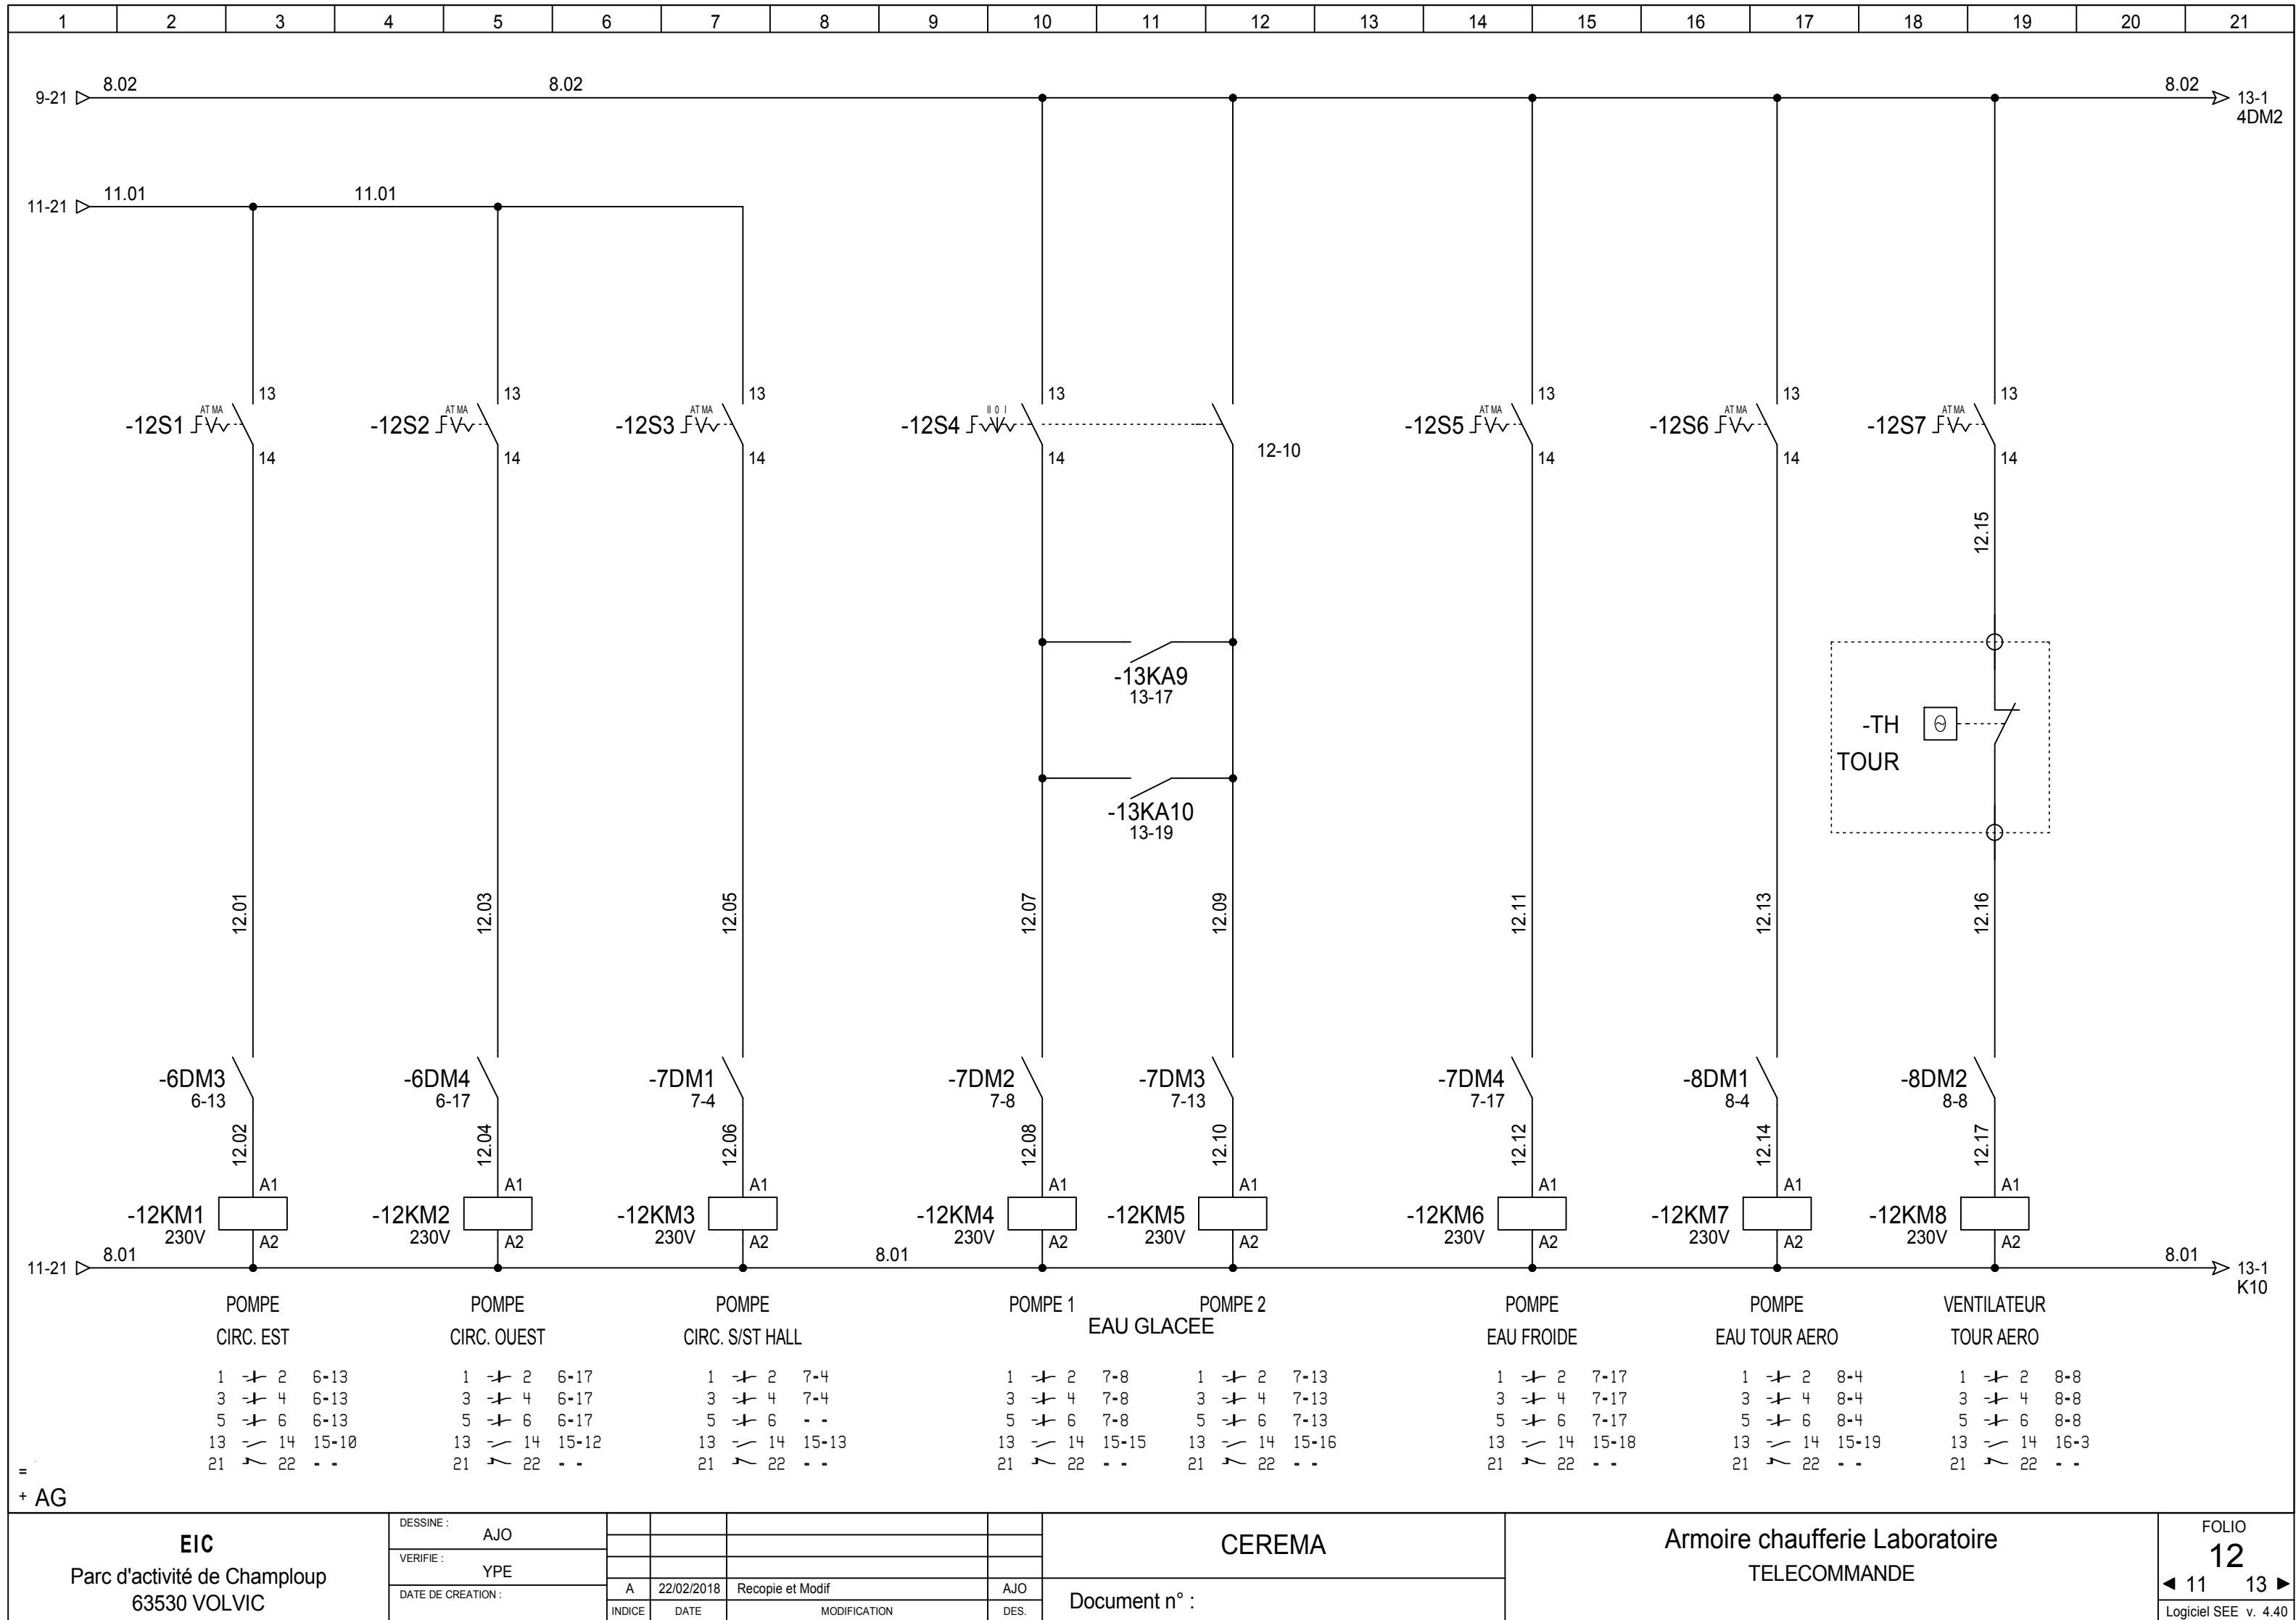 1 2 3 4 5 6 7 8 9 10 11 12 13 14 15 16 17 18 19 20 21
9-21 8.02 8.02 8.02 13-1
4DM2
11-21 11.01 11.01
13 13 13 13 13 13 13
AT MA AT MA AT MA II 0 I AT MA AT MA AT MA
-12S1 -12S2 -12S3 -12S4 12-10 -12S5 -12S6 -12S7
14 14 14 14 14 14 14
12.15
-13KA9
13-17
-TH θ
TOUR
-13KA10
13-19
12.01 12.03 12.05 12.07 12.09 12.11 12.13 12.16
-6DM3 -6DM4 -7DM1 -7DM2 -7DM3 -7DM4 -8DM1 -8DM2
6-13 6-17 7-4 7-8 7-13 7-17 8-4 8-8
12.02 12.04 12.06 12.08 12.10 12.12 12.14 12.17
A1 A1 A1 A1 A1 A1 A1 A1
-12KM1 -12KM2 -12KM3 -12KM4 -12KM5 -12KM6 -12KM7 -12KM8
230V 230V 230V 230V 230V 230V 230V 230V
A2 A2 A2 A2 A2 A2 A2 A2
11-21 8.01 8.01 8.01 13-1
K10
POMPE POMPE POMPE POMPE 1 POMPE 2 POMPE POMPE VENTILATEUR
EAU GLACEE
CIRC. EST CIRC. OUEST CIRC. S/ST HALL EAU FROIDE EAU TOUR AERO TOUR AERO
1 2 6-13 1 2 6-17 1 2 7-4 1 2 7-8 1 2 7-13 1 2 7-17 1 2 8-4 1 2 8-8
3 4 6-13 3 4 6-17 3 4 7-4 3 4 7-8 3 4 7-13 3 4 7-17 3 4 8-4 3 4 8-8
5 6 6-13 5 6 6-17 5 6 - - 5 6 7-8 5 6 7-13 5 6 7-17 5 6 8-4 5 6 8-8
13 14 15-10 13 14 15-12 13 14 15-13 13 14 15-15 13 14 15-16 13 14 15-18 13 14 15-19 13 14 16-3
21 22 - - 21 22 - - 21 22 - - 21 22 - - 21 22 - - 21 22 - - 21 22 - - 21 22 - -
=
+ AG
EIC
Parc d'activité de Champloup
63530 VOLVIC
DESSINE :
AJO
VERIFIE :
YPE
DATE DE CREATION :
A 22/02/2018 Recopie et Modif AJO
INDICE DATE MODIFICATION DES.
CEREMA
Document n° :
Armoire chaufferie Laboratoire
TELECOMMANDE
FOLIO
12
◄ 11 13 ►
Logiciel SEE v. 4.40